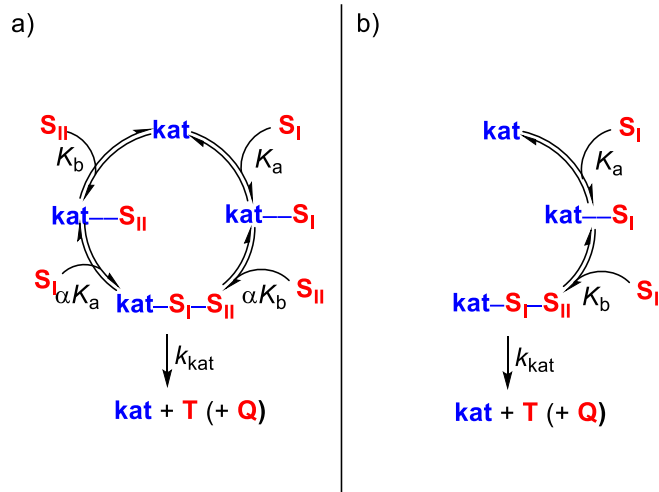 a)
S_II kat S_I
K_b K_a
kat—S_II kat—S_I
S_I αK_a αK_b S_II
kat–S_I–S_II
k_kat
kat + T (+ Q)
b)
kat S_I
K_a
kat—S_I
K_b S_I
kat–S_I–S_II
k_kat
kat + T (+ Q)